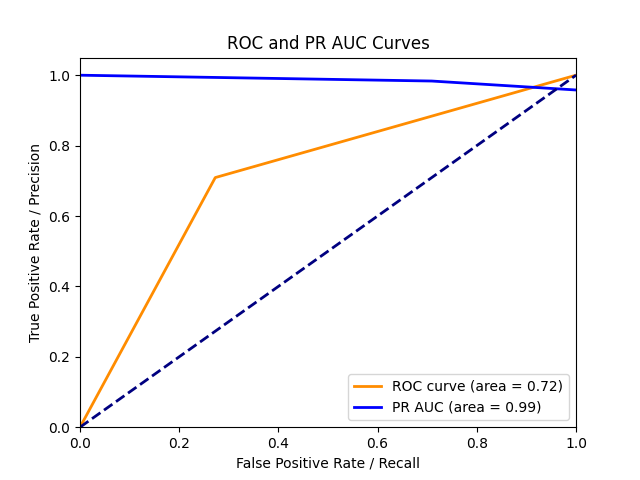 ROC and PR AUC Curves
True Positive Rate / Precision
1.0
0.8
0.6
0.4
0.2
0.0
ROC curve (area = 0.72)
PR AUC (area = 0.99)
0.0 0.2 0.4 0.6 0.8 1.0
False Positive Rate / Recall